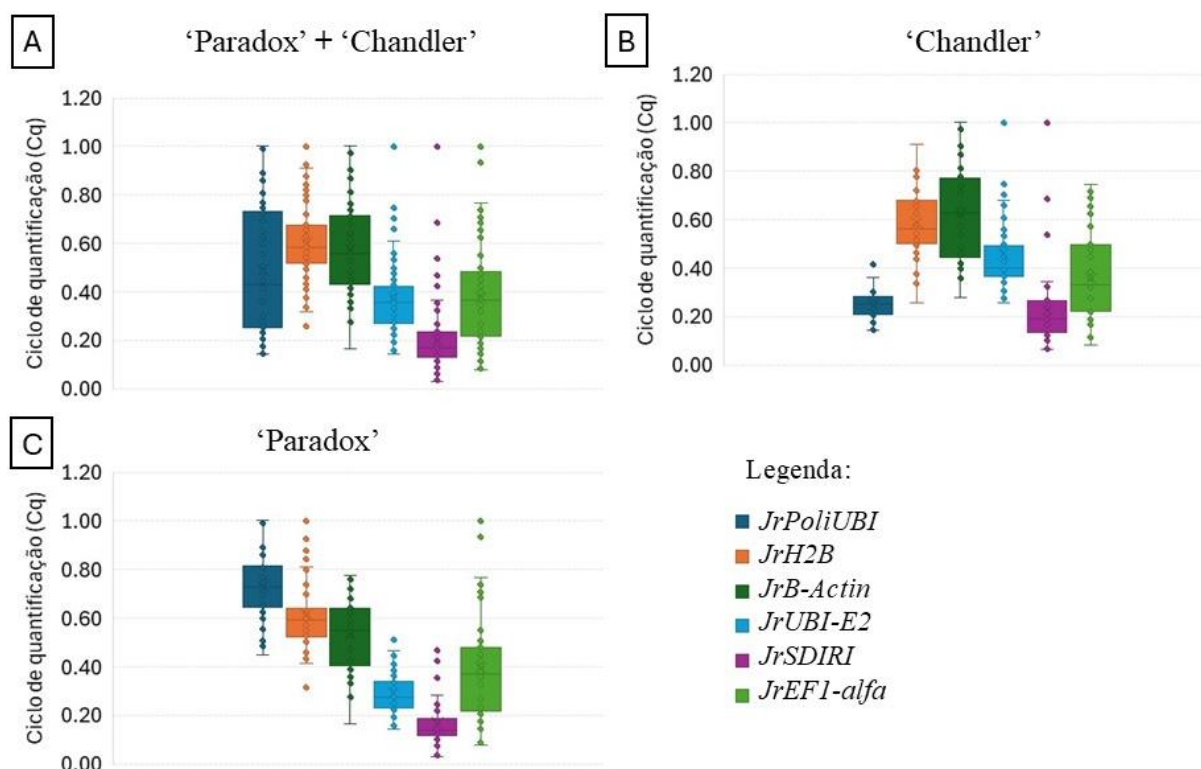 A
‘Paradox’ + ‘Chandler’
Ciclo de quantificação (Cq)
1.20
1.00
0.80
0.60
0.40
0.20
0.00
B
‘Chandler’
Ciclo de quantificação (Cq)
1.20
1.00
0.80
0.60
0.40
0.20
0.00
C
‘Paradox’
Ciclo de quantificação (Cq)
1.20
1.00
0.80
0.60
0.40
0.20
0.00
Legenda:
JrPoliUBI
JrH2B
JrB-Actin
JrUBI-E2
JrSDIRI
JrEF1-alfa